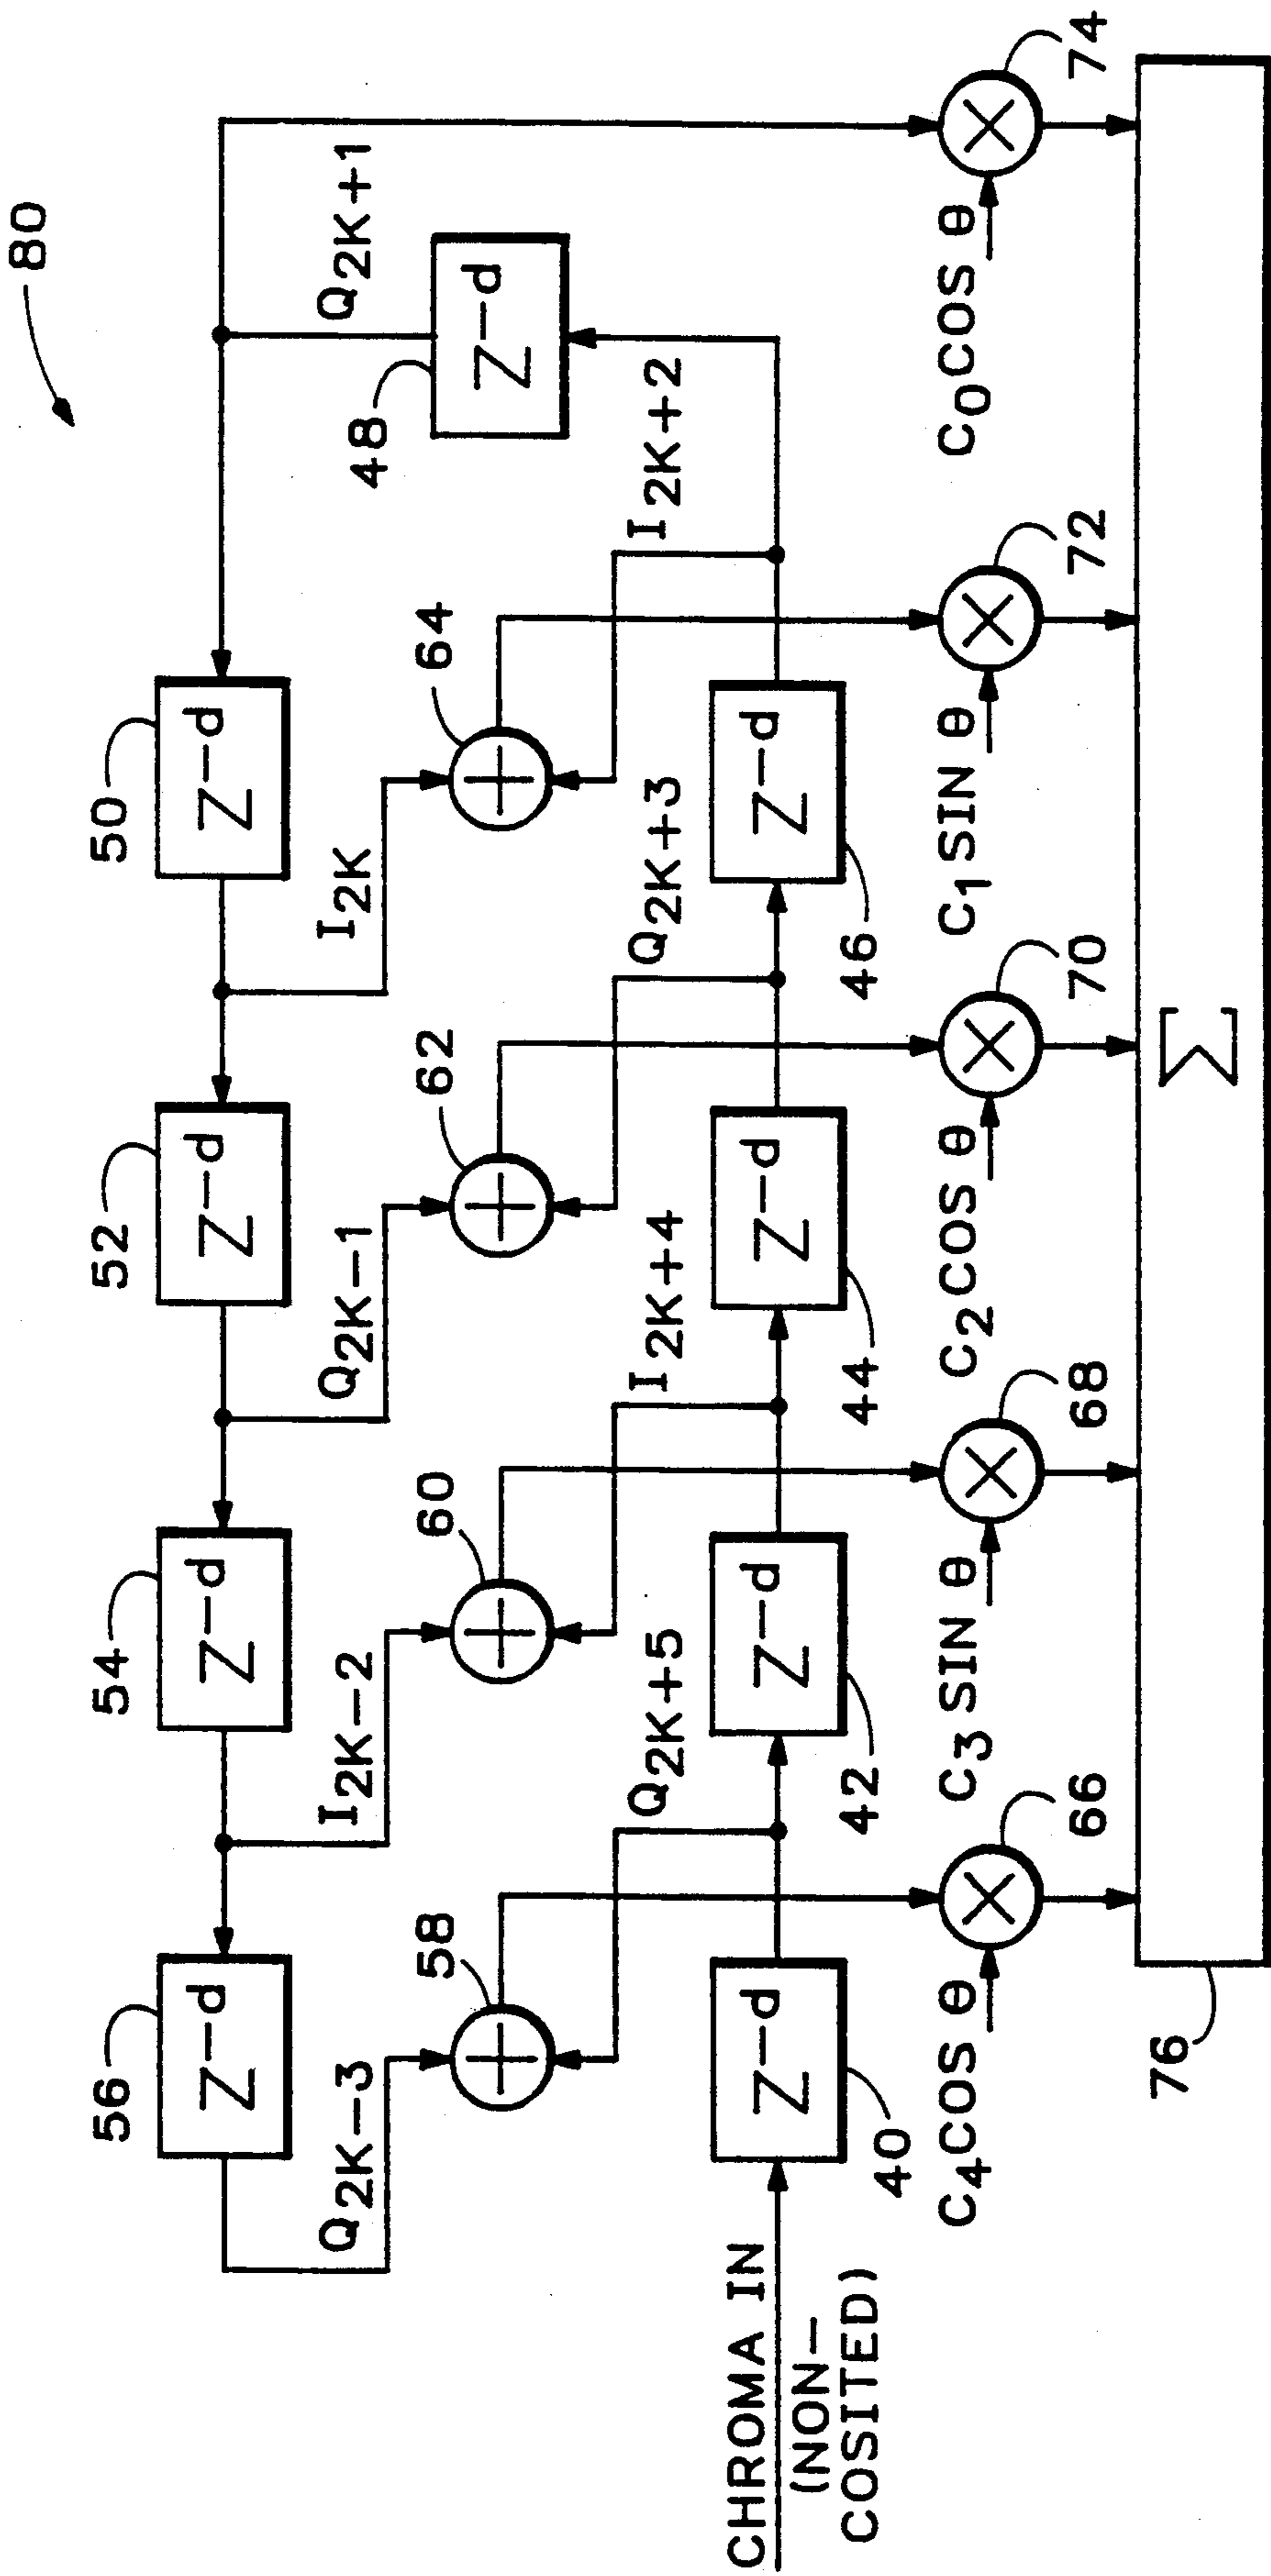 80
56
54
52
50
Z–d
Z–d
Z–d
Z–d
Q2K–3
I2K–2
Q2K–1
I2K
Q2K+1
58
60
62
64
48
Z–d
Q2K+5
I2K+4
Q2K+3
I2K+2
CHROMA IN
(NON–
COSITED)
Z–d
Z–d
Z–d
Z–d
40
42
44
46
C4COS θ
C3SIN θ
C2COS θ
C1SIN θ
C0COS θ
66
68
70
72
74
76
Σ